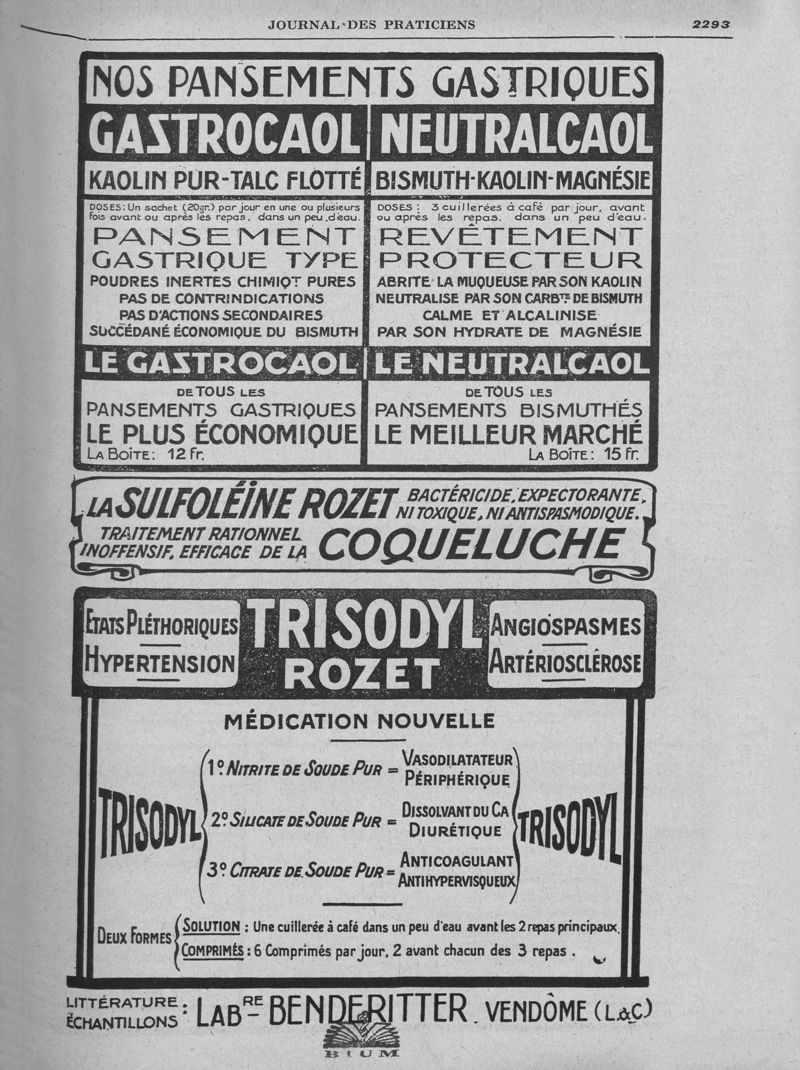 JOURNAL DES PRATICIENS
2293
NOS PANSEMENTS GASTRIQUES
GASTROCAOL
KAOLIN PUR-TALC FLOTTÉ
DOSES: Un sachet (20gr.) par jour en une ou plusieurs
fois avant ou après les repas, dans un peu d'eau.
PANSEMENT
GASTRIQUE TYPE
POUDRES INERTES CHIMIQT PURES
PAS DE CONTRINDICATIONS
PAS D'ACTIONS SECONDAIRES
SUCCÉDANÉ ÉCONOMIQUE DU BISMUTH
LE GASTROCAOL
DE TOUS LES
PANSEMENTS GASTRIQUES
LE PLUS ÉCONOMIQUE
LA BOÎTE: 12 Fr.
NEUTRALCAOL
BISMUTH-KAOLIN-MAGNÉSIE
DOSES: 3 cuillerées à café par jour, avant
ou après les repas, dans un peu d'eau.
REVÊTEMENT
PROTECTEUR
ABRITE LA MUQUEUSE PAR SON KAOLIN
NEUTRALISE PAR SON CARBTE DE BISMUTH
CALME ET ALCALINISE
PAR SON HYDRATE DE MAGNÉSIE
LE NEUTRALCAOL
DE TOUS LES
PANSEMENTS BISMUTHÉS
LE MEILLEUR MARCHÉ
LA BOÎTE: 15 fr.
LA SULFOLÉÏNE ROZET BACTÉRICIDE, EXPECTORANTE,
NI TOXIQUE, NI ANTISPASMODIQUE.
TRAITEMENT RATIONNEL
INOFFENSIF, EFFICACE DE LA COQUELUCHE
ETATS PLÉTHORIQUES
HYPERTENSION
TRISODYL
ROZET
ANGIOSPASMES
ARTÉRIOSCLÉROSE
MÉDICATION NOUVELLE
TRISODYL
1º NITRITE DE SOUDE PUR = VASODILATATEUR
PÉRIPHÉRIQUE
2º SILICATE DE SOUDE PUR = DISSOLVANT DU CA
DIURÉTIQUE
3º CITRATE DE SOUDE PUR = ANTICOAGULANT
ANTIHYPERVISQUEUX
TRISODYL
DEUX FORMES
SOLUTION : Une cuillerée à café dans un peu d'eau avant les 2 repas principaux.
COMPRIMÉS : 6 Comprimés par jour, 2 avant chacun des 3 repas.
LITTÉRATURE:
ÉCHANTILLONS:
LABRE BENDERITTER. VENDÔME (L.&C.)
BIUM